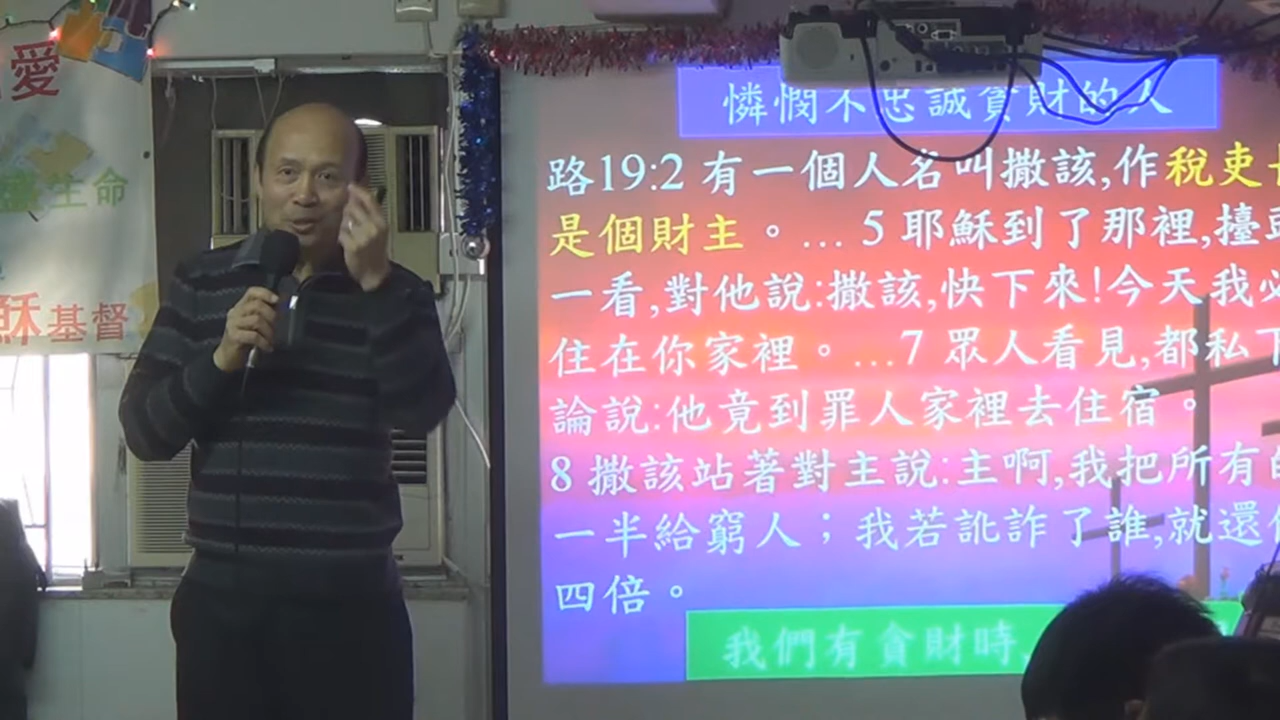 愛
生命
穌基督
憐憫不忠誠貪財的人
路19:2 有一個人名叫撒該,作稅吏
是個財主。… 5 耶穌到了那裡,擡
一看,對他說:撒該,快下來!今天我必
住在你家裡。…7 眾人看見,都私下
論說:他竟到罪人家裡去住宿。
8 撒該站著對主說:主啊,我把所有的
一半給窮人；我若訛詐了誰,就還他
四倍。
我們有貪財時,